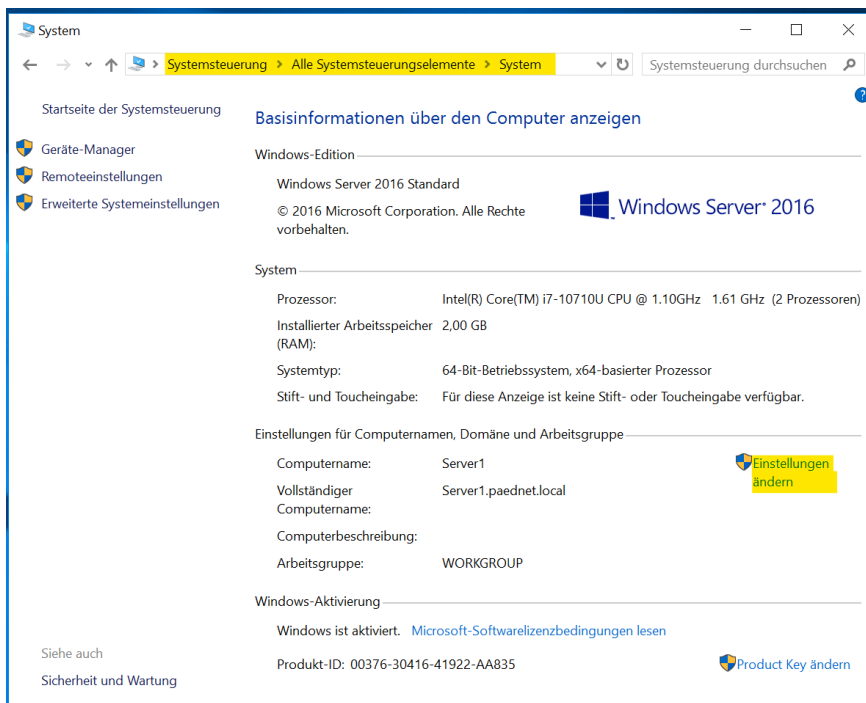 System
Systemsteuerung > Alle Systemsteuerungselemente > System
Systemsteuerung durchsuchen
Startseite der Systemsteuerung
Geräte-Manager
Remoteeinstellungen
Erweiterte Systemeinstellungen
Siehe auch
Sicherheit und Wartung
?
Basisinformationen über den Computer anzeigen
Windows-Edition
Windows Server 2016 Standard
© 2016 Microsoft Corporation. Alle Rechte
vorbehalten.
Windows Server 2016
System
Prozessor: Intel(R) Core(TM) i7-10710U CPU @ 1.10GHz 1.61 GHz (2 Prozessoren)
Installierter Arbeitsspeicher 2,00 GB
(RAM):
Systemtyp: 64-Bit-Betriebssystem, x64-basierter Prozessor
Stift- und Toucheingabe: Für diese Anzeige ist keine Stift- oder Toucheingabe verfügbar.
Einstellungen für Computernamen, Domäne und Arbeitsgruppe
Computername: Server1
Einstellungen
ändern
Vollständiger Server1.paednet.local
Computername:
Computerbeschreibung:
Arbeitsgruppe: WORKGROUP
Windows-Aktivierung
Windows ist aktiviert. Microsoft-Softwarelizenzbedingungen lesen
Produkt-ID: 00376-30416-41922-AA835 Product Key ändern